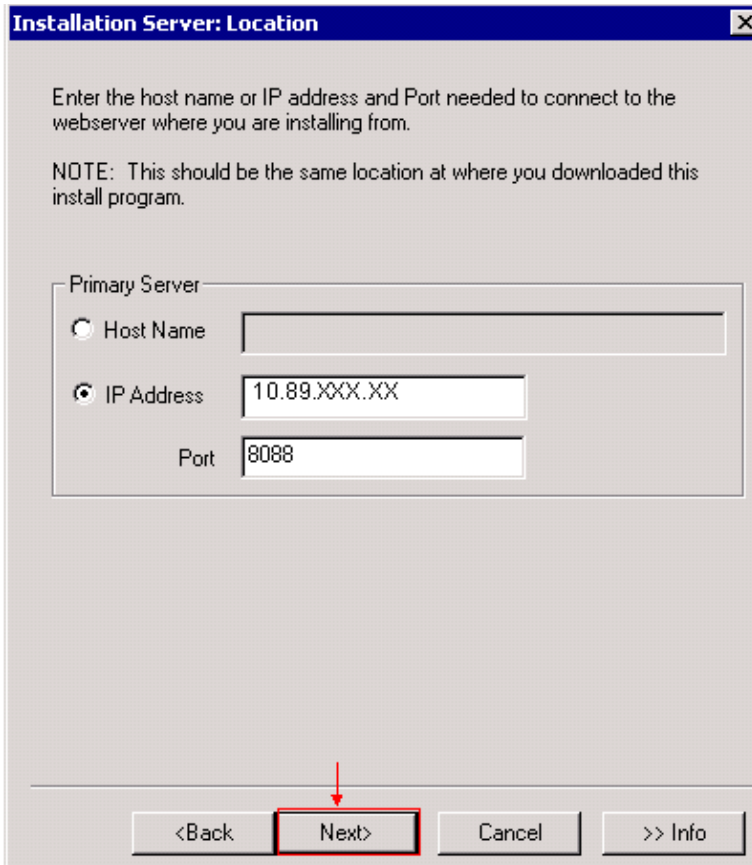 Installation Server: Location
Enter the host name or IP address and Port needed to connect to the
webserver where you are installing from.
NOTE:  This should be the same location at where you downloaded this
install program.
Primary Server
Host Name
IP Address 10.89.XXX.XX
Port 8088
<Back Next> Cancel >> Info